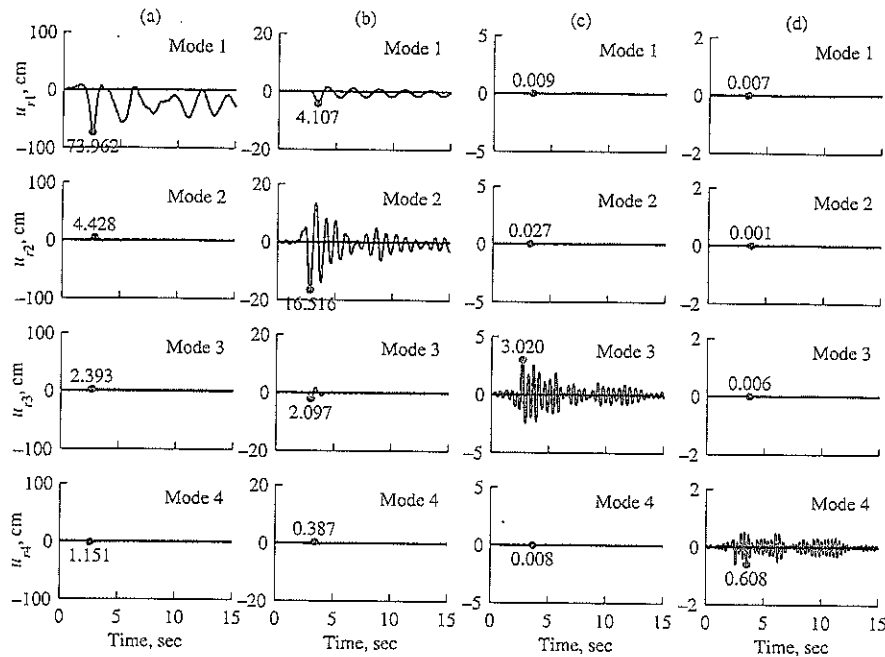 (a) (b) (c) (d)
100 20 5 2
Mode 1 Mode 1 Mode 1 Mode 1
u_r1, cm
0 0 0 0
73.962 4.107 0.009 0.007
−100 −20 −5 −2
100 20 5 2
Mode 2 Mode 2 Mode 2 Mode 2
u_r2, cm
0 0 0 0
4.428 16.516 0.027 0.001
−100 −20 −5 −2
100 20 5 2
Mode 3 Mode 3 Mode 3 Mode 3
u_r3, cm
0 0 0 0
2.393 2.097 3.020 0.006
−100 −20 −5 −2
100 20 5 2
Mode 4 Mode 4 Mode 4 Mode 4
u_r4, cm
0 0 0 0
1.151 0.387 0.008 0.608
−100 −20 −5 −2
0 5 10 15 0 5 10 15 0 5 10 15 0 5 10 15
Time, sec Time, sec Time, sec Time, sec